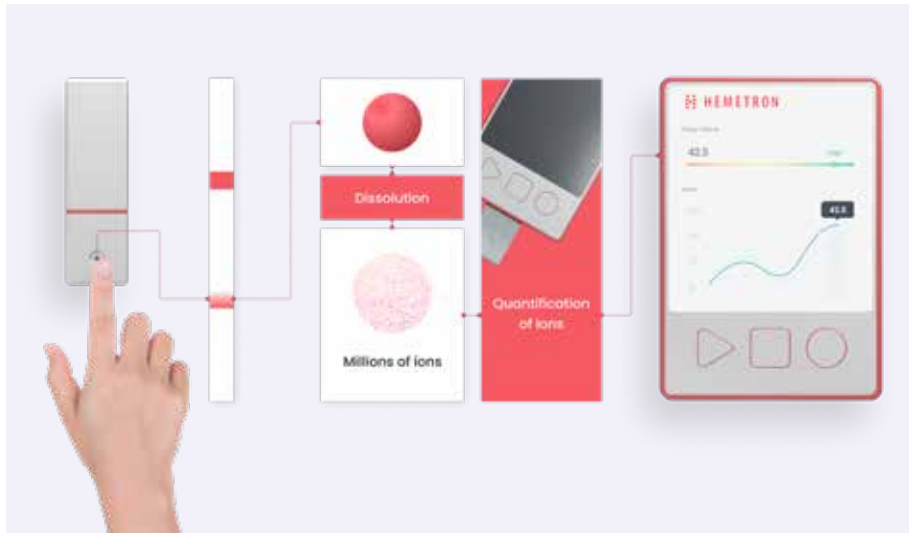 Dissolution
Millions of ions
Quantification
of ions
HEMETRON
42.5
42.5